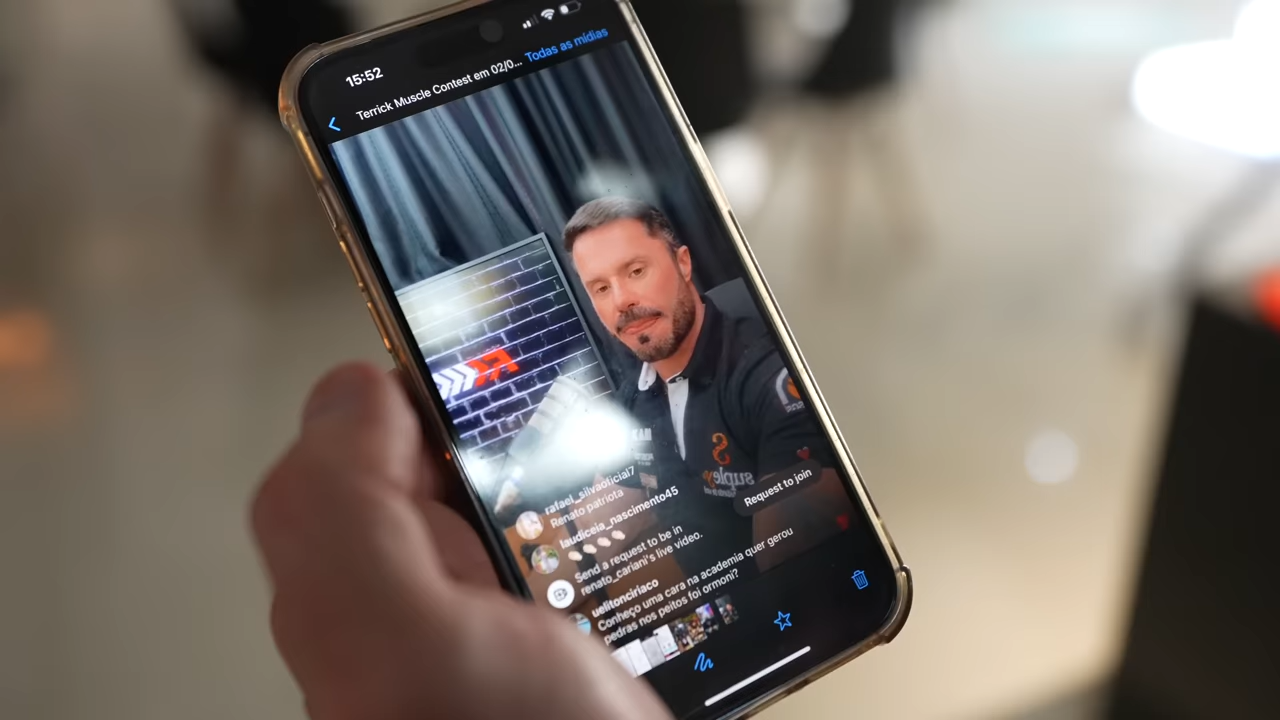 15:52
Terrick Muscle Contest em 02/0...
Todas as mídias
suplex
rafael_silvaoficial7
Renato patriota
Request to join
laudiceia_nascimento45
Send a request to be in
renato_cariani's live video.
uelitonciriaco
Conheço uma cara na academia quer gerou
pedras nos peitos foi ormoni?